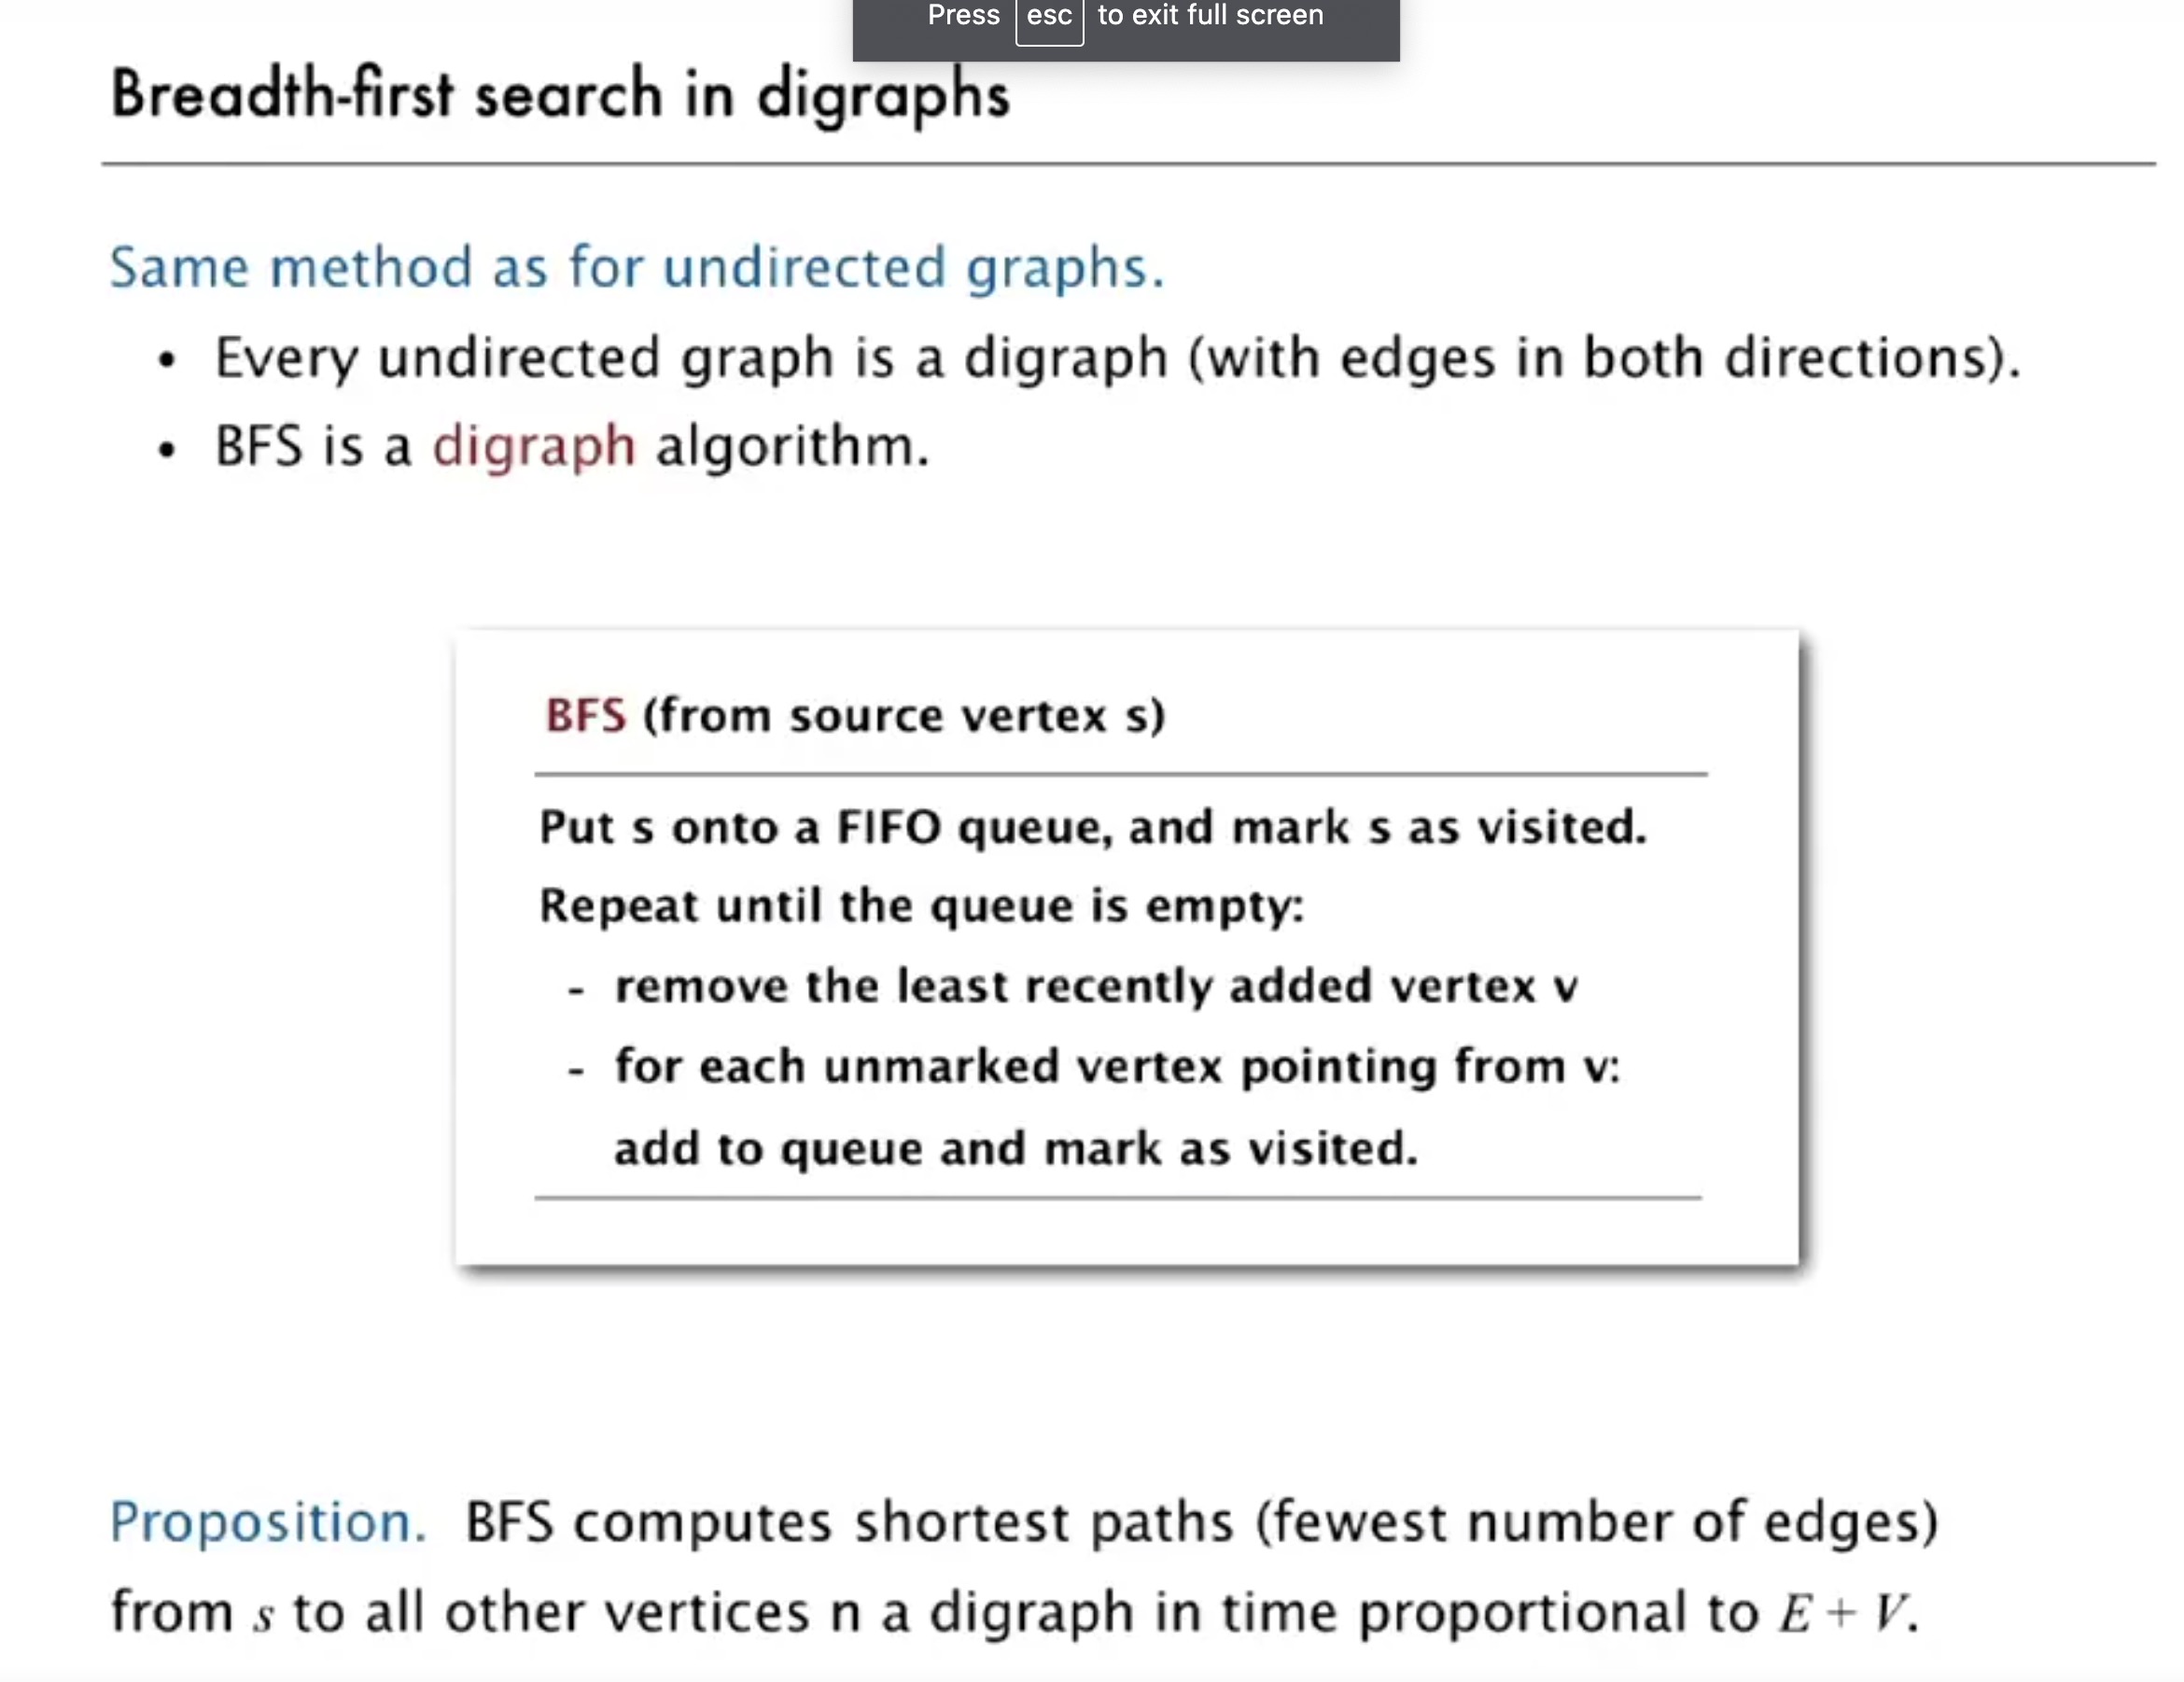 Press esc to exit full screen
Breadth-first search in digraphs
Same method as for undirected graphs.
• Every undirected graph is a digraph (with edges in both directions).
• BFS is a digraph algorithm.
BFS (from source vertex s)
Put s onto a FIFO queue, and mark s as visited.
Repeat until the queue is empty:
- remove the least recently added vertex v
- for each unmarked vertex pointing from v:
add to queue and mark as visited.
Proposition. BFS computes shortest paths (fewest number of edges)
from s to all other vertices n a digraph in time proportional to E + V.